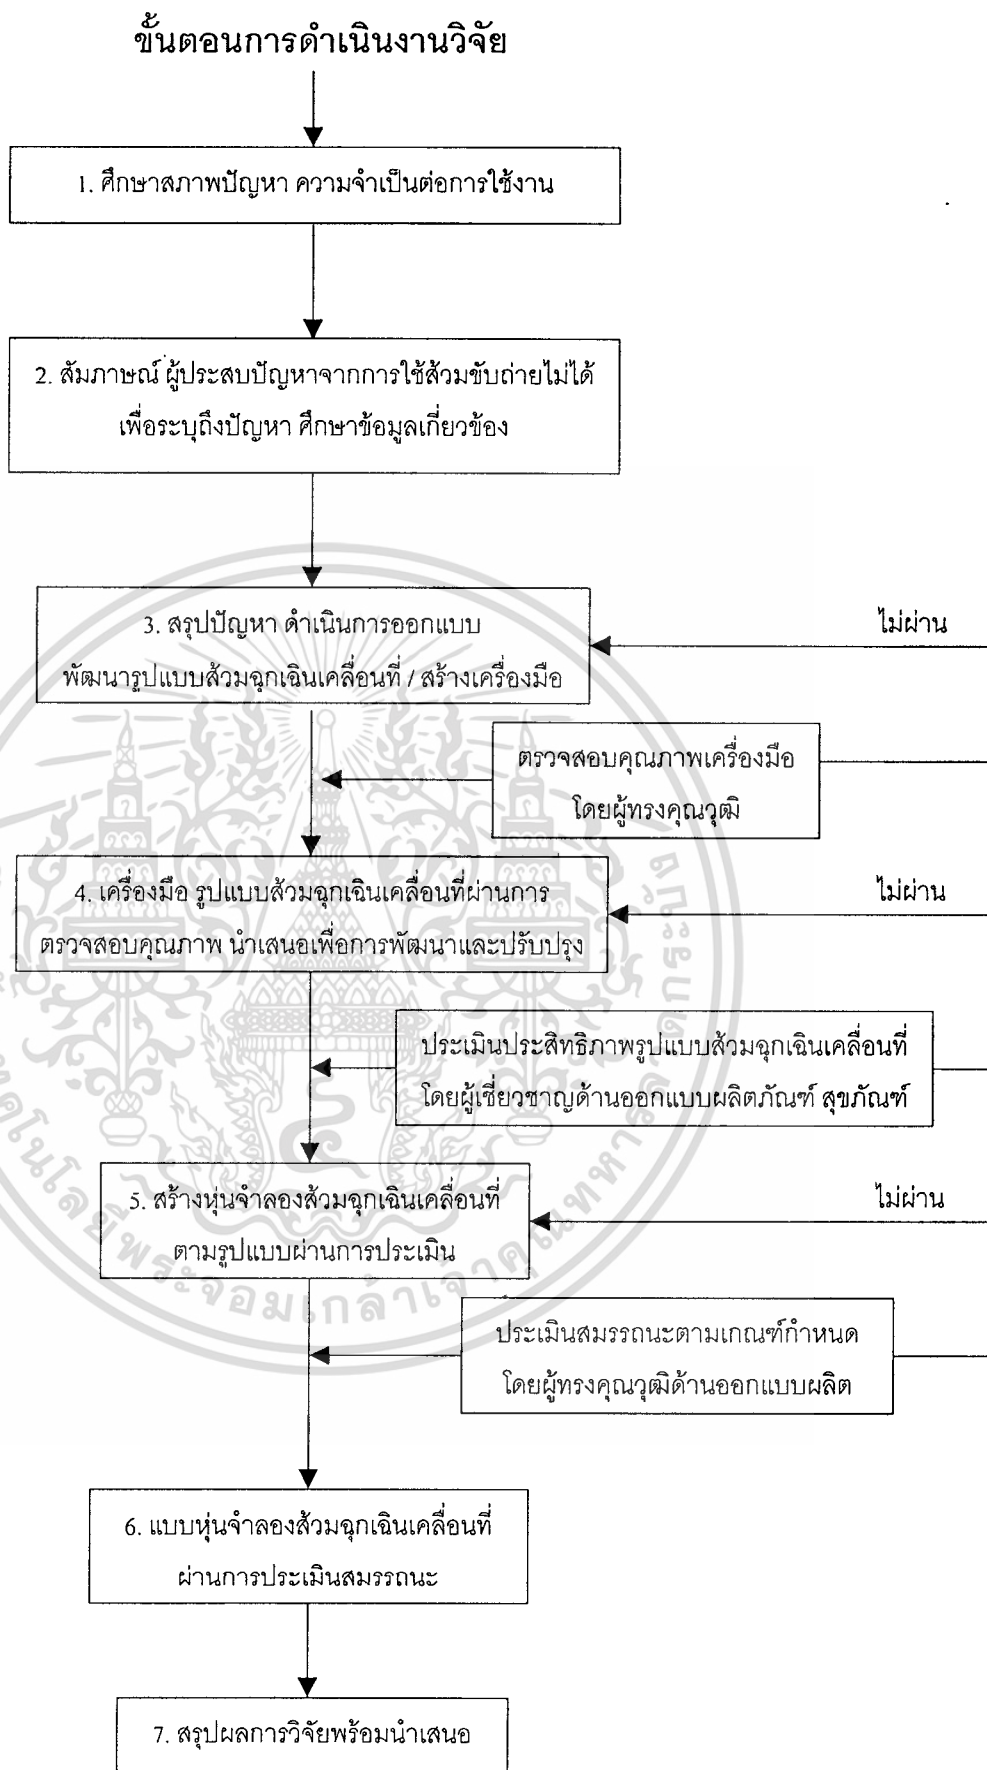 ขั้นตอนการดำเนินงานวิจัย
1. ศึกษาสภาพปัญหา ความจำเป็นต่อการใช้งาน
2. สัมภาษณ์ ผู้ประสบปัญหาจากการใช้ส้วมขับถ่ายไม่ได้
เพื่อระบุถึงปัญหา ศึกษาข้อมูลเกี่ยวข้อง
3. สรุปปัญหา ดำเนินการออกแบบ
พัฒนารูปแบบส้วมฉุกเฉินเคลื่อนที่ / สร้างเครื่องมือ
ไม่ผ่าน
ตรวจสอบคุณภาพเครื่องมือ
โดยผู้ทรงคุณวุฒิ
4. เครื่องมือ รูปแบบส้วมฉุกเฉินเคลื่อนที่ผ่านการ
ตรวจสอบคุณภาพ นำเสนอเพื่อการพัฒนาและปรับปรุง
ไม่ผ่าน
ประเมินประสิทธิภาพรูปแบบส้วมฉุกเฉินเคลื่อนที่
โดยผู้เชี่ยวชาญด้านออกแบบผลิตภัณฑ์ สุขภัณฑ์
5. สร้างหุ่นจำลองส้วมฉุกเฉินเคลื่อนที่
ตามรูปแบบผ่านการประเมิน
ไม่ผ่าน
ประเมินสมรรถนะตามเกณฑ์กำหนด
โดยผู้ทรงคุณวุฒิด้านออกแบบผลิต
6. แบบหุ่นจำลองส้วมฉุกเฉินเคลื่อนที่
ผ่านการประเมินสมรรถนะ
7. สรุปผลการวิจัยพร้อมนำเสนอ